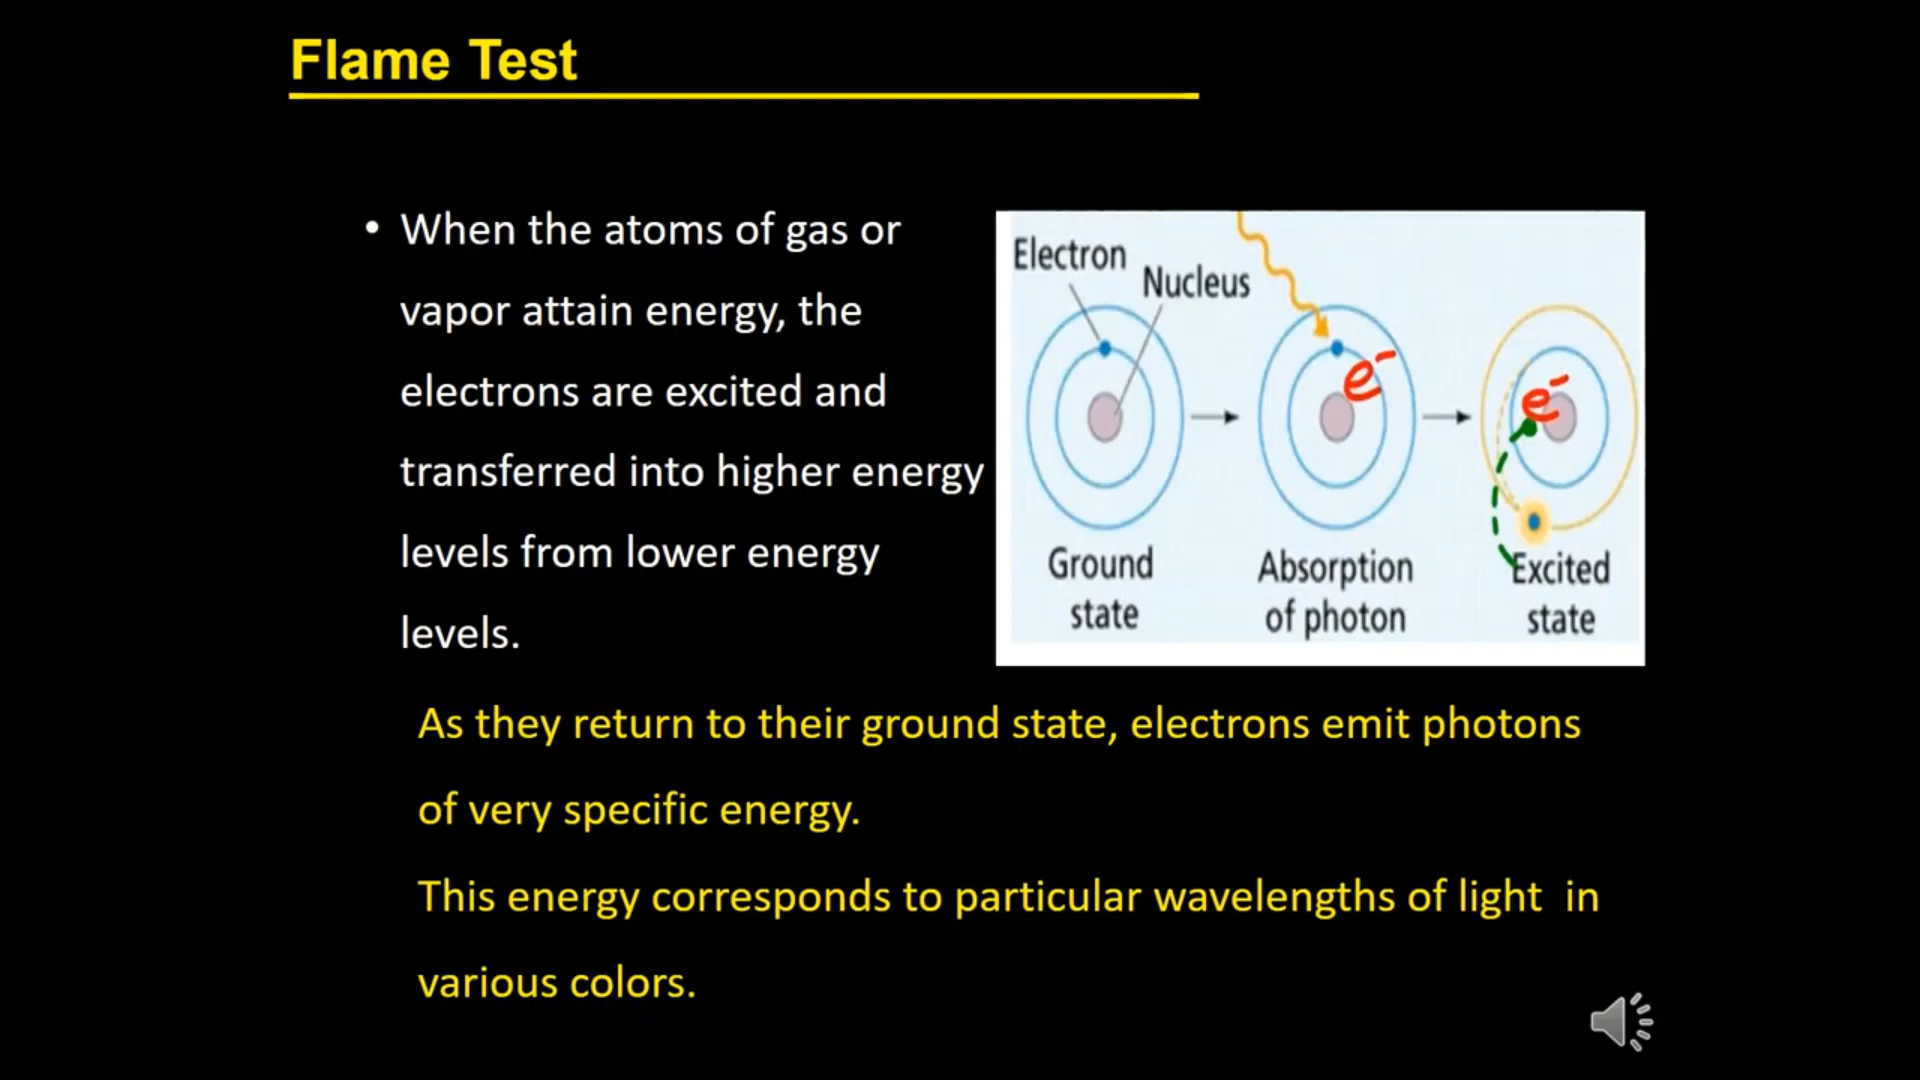 Flame Test
• When the atoms of gas or
vapor attain energy, the
electrons are excited and
transferred into higher energy
levels from lower energy
levels.
Electron
Nucleus
e⁻
e⁻
Ground
state
Absorption
of photon
Excited
state
As they return to their ground state, electrons emit photons
of very specific energy.
This energy corresponds to particular wavelengths of light  in
various colors.